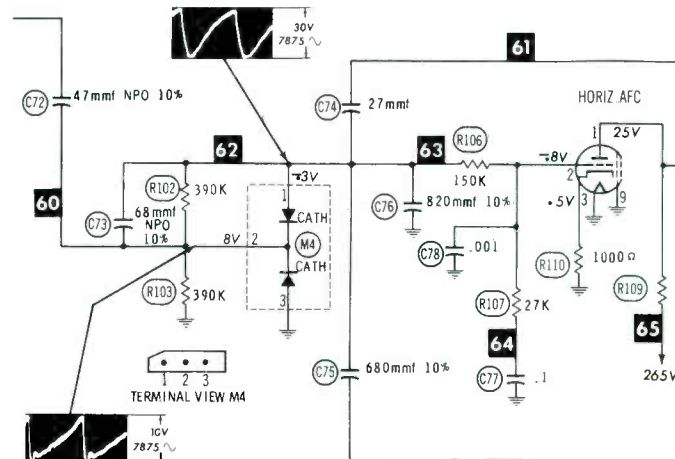 30V
7875 ∿
61
C72
47mmf NPO 10%
C74
27mmf
HORIZ. AFC
1
25V
62
63
R106
150K
-.8V
2
.5V
3
9
-.3V
R102
390K
1
CATH
60
C73
68mmf
NPO
10%
8V
2
M4
CATH
3
C76
820mmf 10%
C78
.001
R110
1000Ω
R109
R103
390K
R107
27K
64
65
1 2 3
TERMINAL VIEW M4
C75
680mmf 10%
C77
.1
265V
10V
7875 ∿